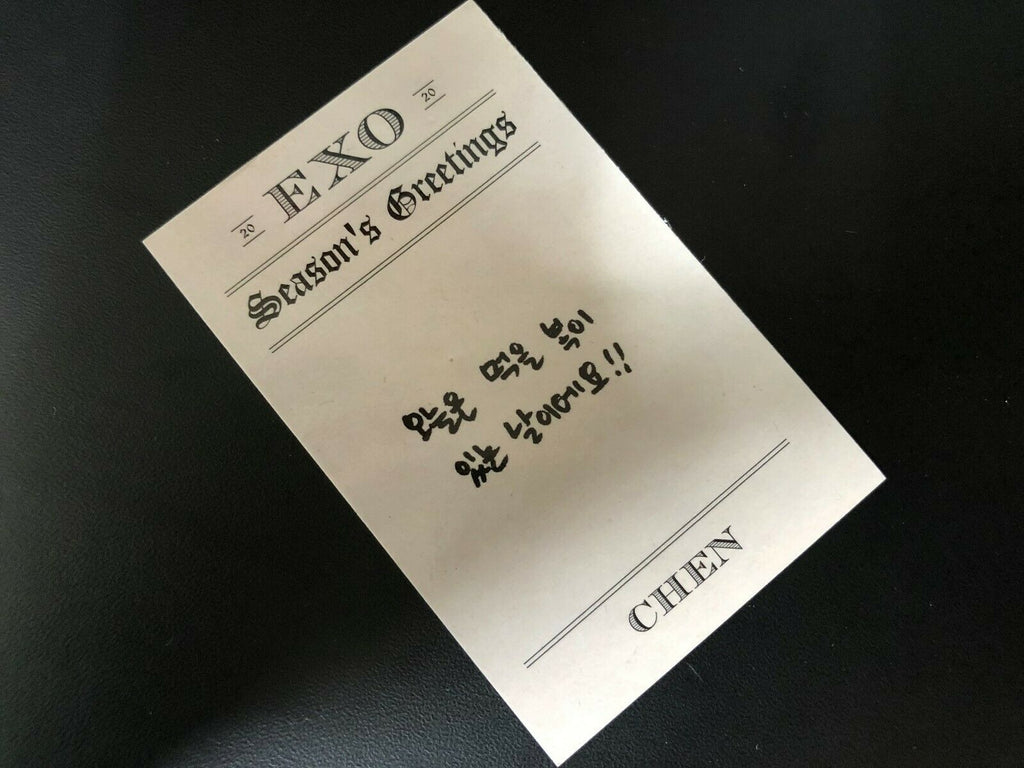 20 EXO 20
Season's Greetings
오늘은 먹을 복이
있는 날이에요!!
CHEN